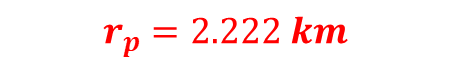 r_p = 2.222 km